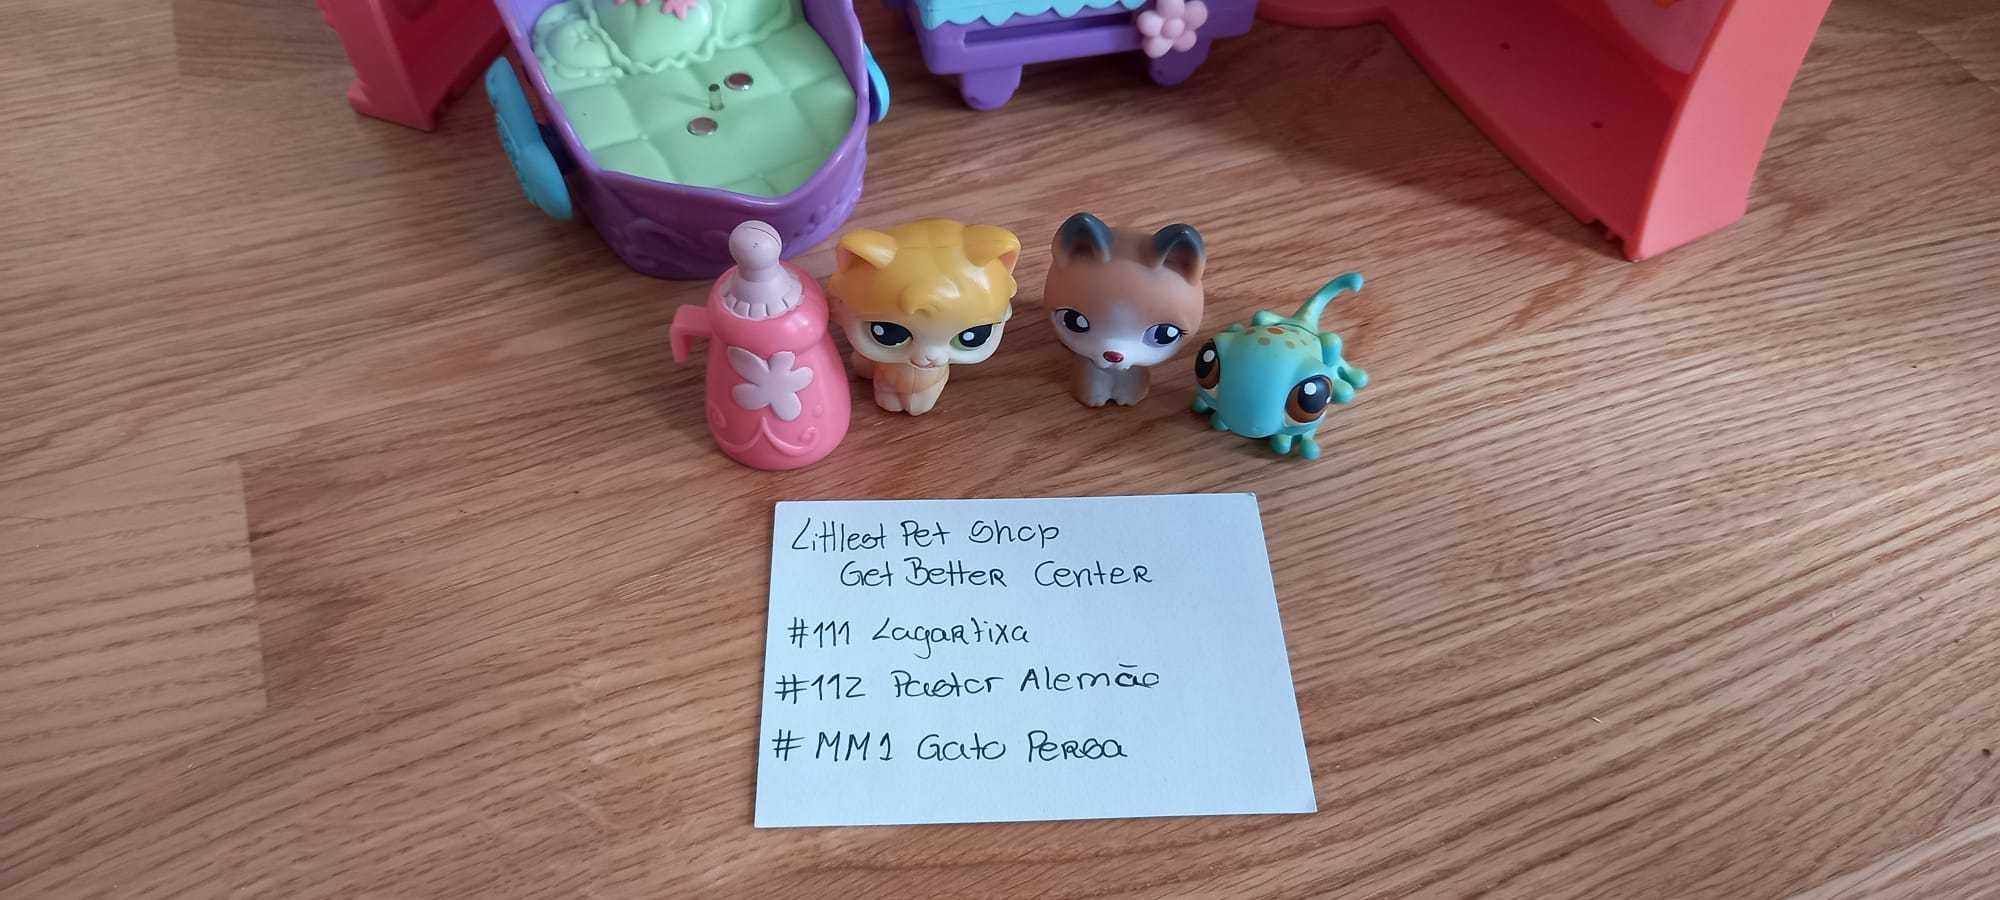 Littlest Pet Shop
Get Better Center
#111 Lagartixa
#112 Pastor Alemão
# MM1 Gato Persa